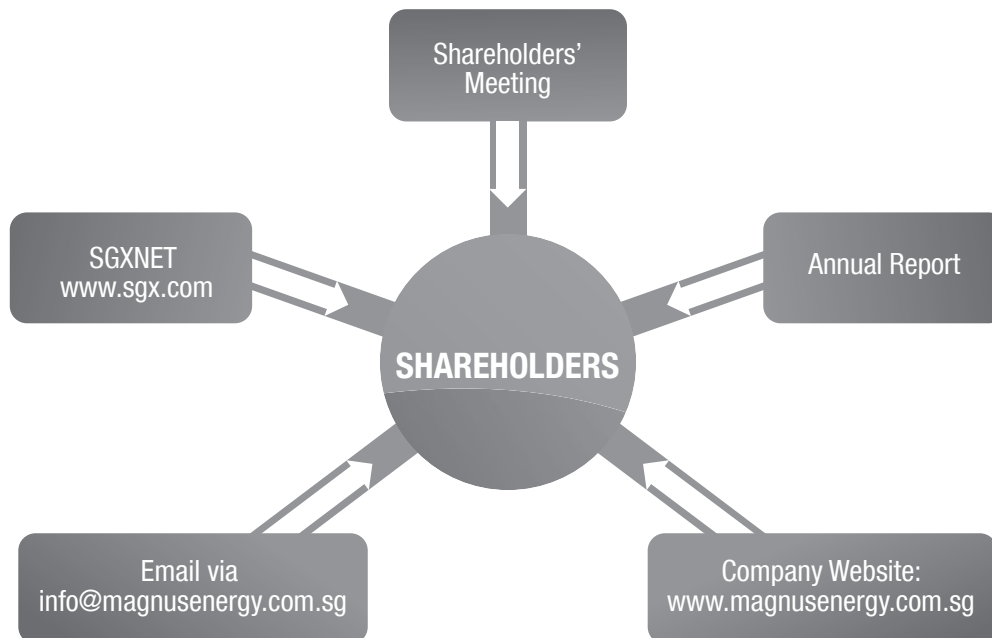 Shareholders’
Meeting
SGXNET
www.sgx.com
Annual Report
SHAREHOLDERS
Email via
info@magnusenergy.com.sg
Company Website:
www.magnusenergy.com.sg